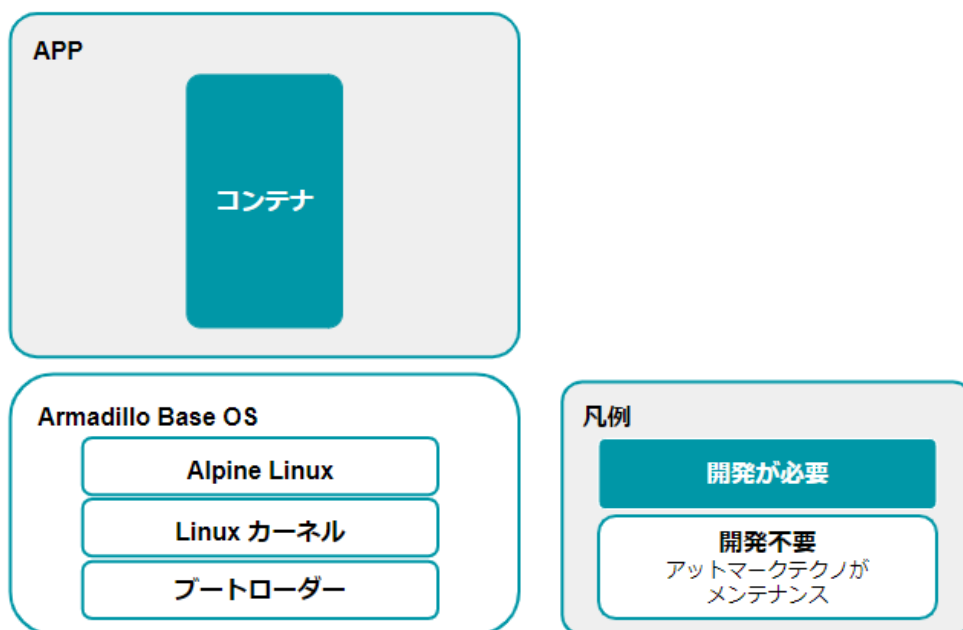 APP
コンテナ
Armadillo Base OS
Alpine Linux
Linux カーネル
ブートローダー
凡例
開発が必要
開発不要
アットマークテクノが
メンテナンス